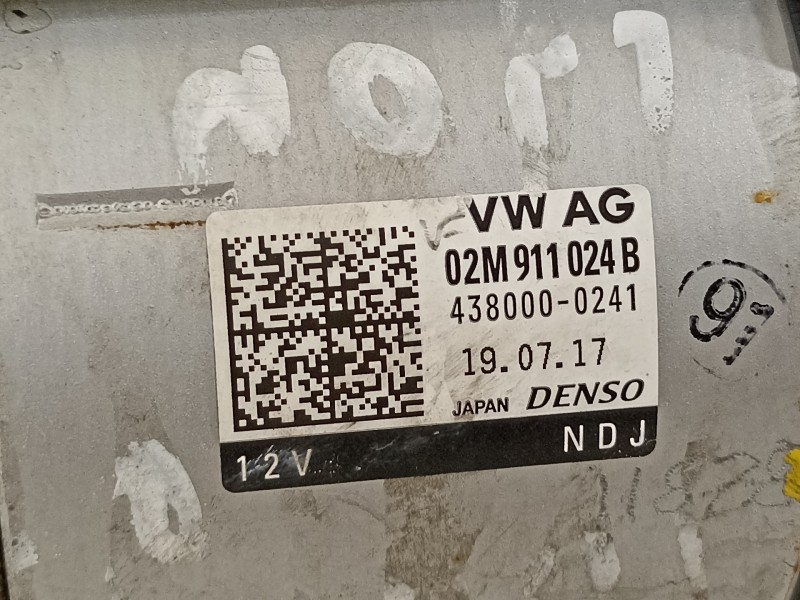 VW AG
02M 911 024 B
438000-0241
19.07.17
JAPAN DENSO
NDJ
12V